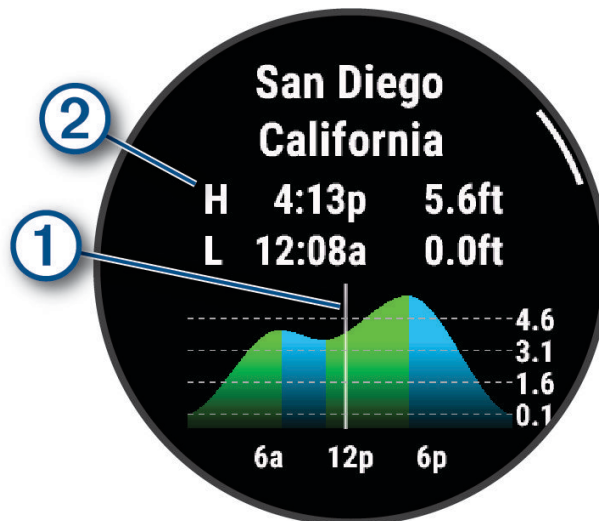 San Diego
California
2
H 4:13p 5.6ft
L 12:08a 0.0ft
1
4.6
3.1
1.6
0.1
6a 12p 6p